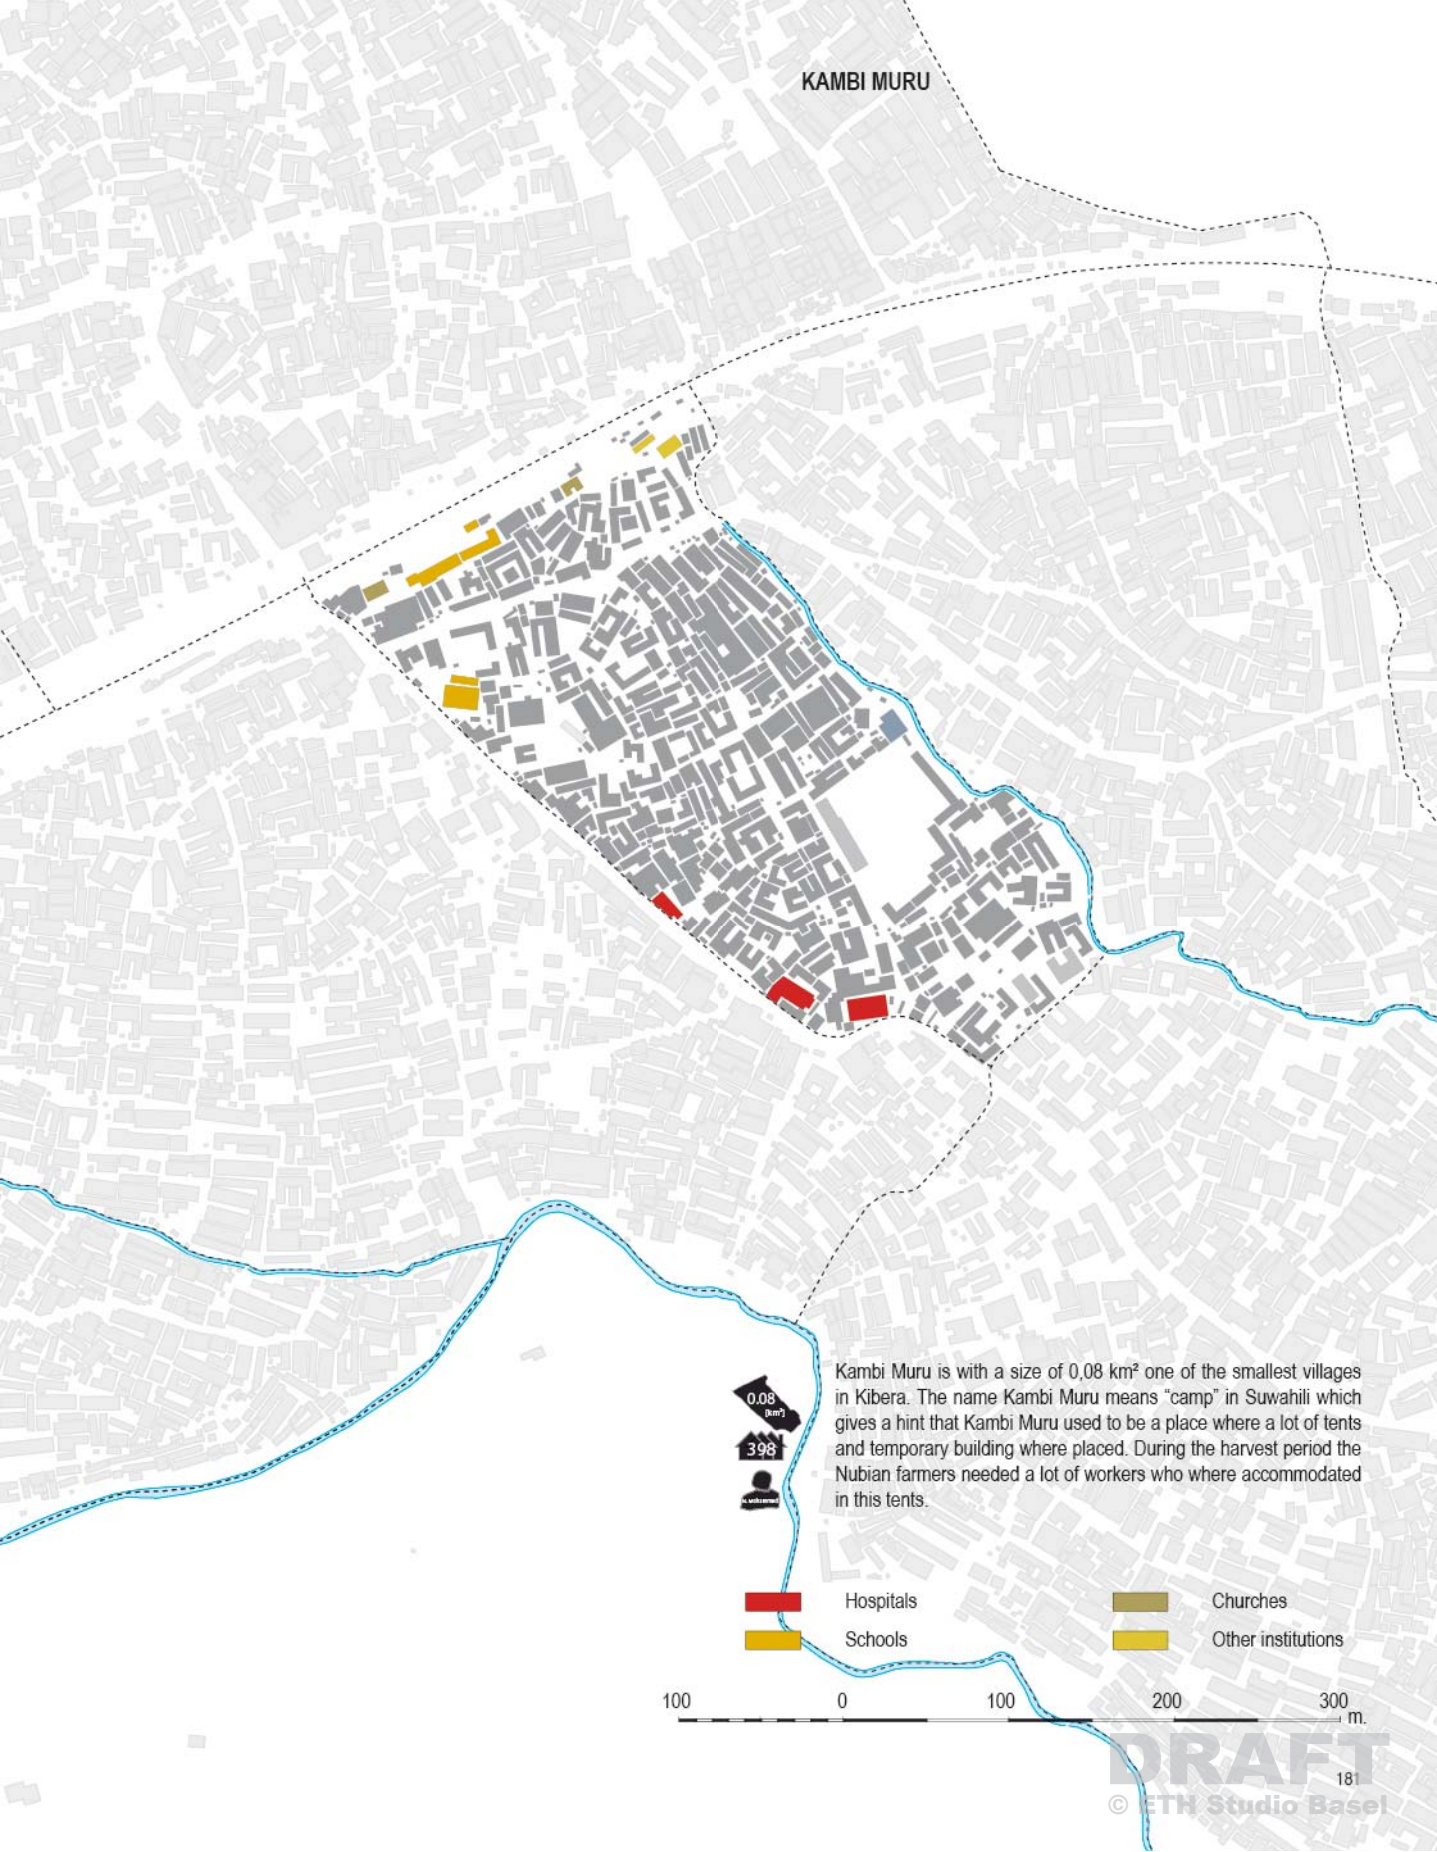 KAMBI MURU
Kambi Muru is with a size of 0,08 km² one of the smallest villages
in Kibera. The name Kambi Muru means “camp” in Suwahili which
gives a hint that Kambi Muru used to be a place where a lot of tents
and temporary building where placed. During the harvest period the
Nubian farmers needed a lot of workers who where accommodated
in this tents.
0.08
[km²]
398
Hospitals
Churches
Schools
Other institutions
100 0 100 200 300
m.
DRAFT
181
© ETH Studio Basel